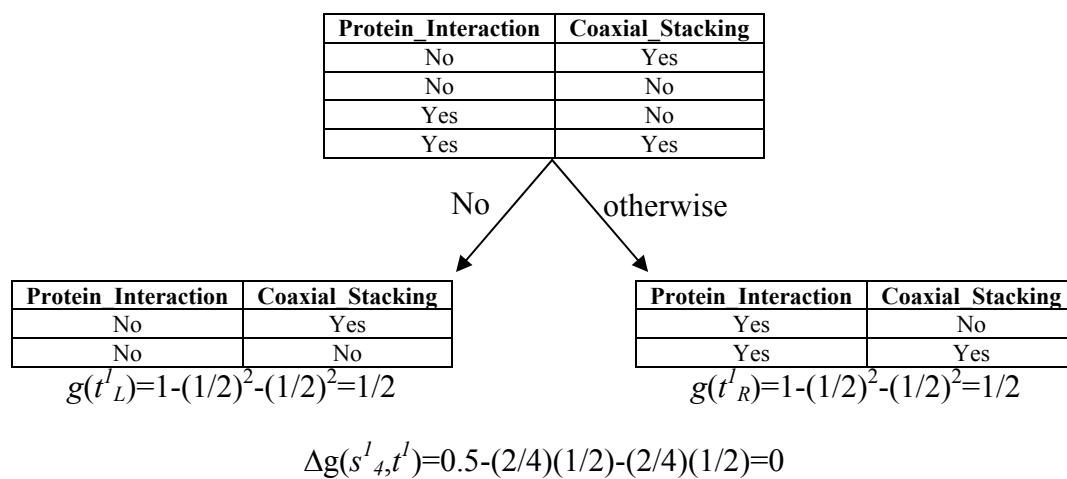 Protein_Interaction Coaxial_Stacking
No Yes
No No
Yes No
Yes Yes
No otherwise
Protein_Interaction Coaxial_Stacking
No Yes
No No
g(t¹_L)=1-(1/2)²-(1/2)²=1/2
Protein_Interaction Coaxial_Stacking
Yes No
Yes Yes
g(t¹_R)=1-(1/2)²-(1/2)²=1/2
Δg(s¹₄,t¹)=0.5-(2/4)(1/2)-(2/4)(1/2)=0